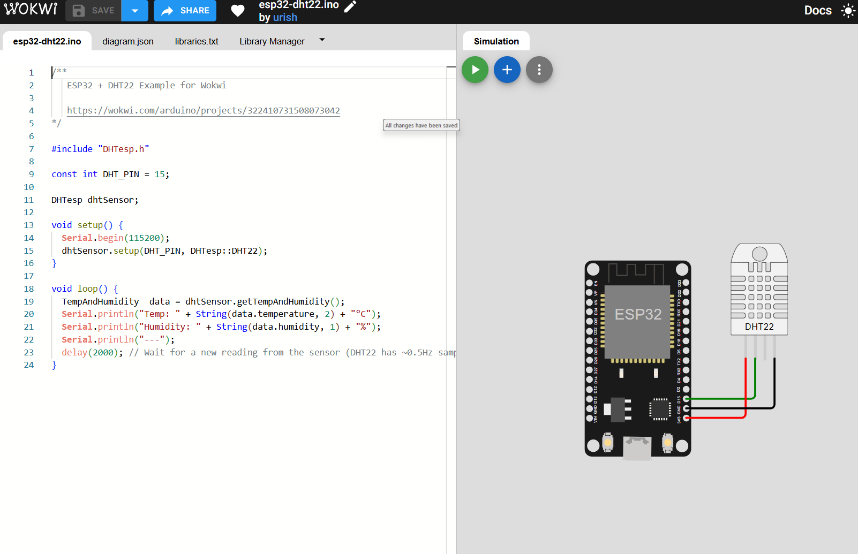 WOKWI
SAVE
SHARE
esp32-dht22.ino
by urish
Docs
esp32-dht22.ino
diagram.json
libraries.txt
Library Manager
Simulation
1 /**
2 ESP32 + DHT22 Example for Wokwi
3
4 https://wokwi.com/arduino/projects/322410731508073042
5 */
All changes have been saved
6
7 #include "DHTesp.h"
8
9 const int DHT_PIN = 15;
10
11 DHTesp dhtSensor;
12
13 void setup() {
14 Serial.begin(115200);
15 dhtSensor.setup(DHT_PIN, DHTesp::DHT22);
16 }
17
18 void loop() {
19 TempAndHumidity  data = dhtSensor.getTempAndHumidity();
20 Serial.println("Temp: " + String(data.temperature, 2) + "°C");
21 Serial.println("Humidity: " + String(data.humidity, 1) + "%");
22 Serial.println("---");
23 delay(2000); // Wait for a new reading from the sensor (DHT22 has ~0.5Hz samp
24 }
ESP32
DHT22